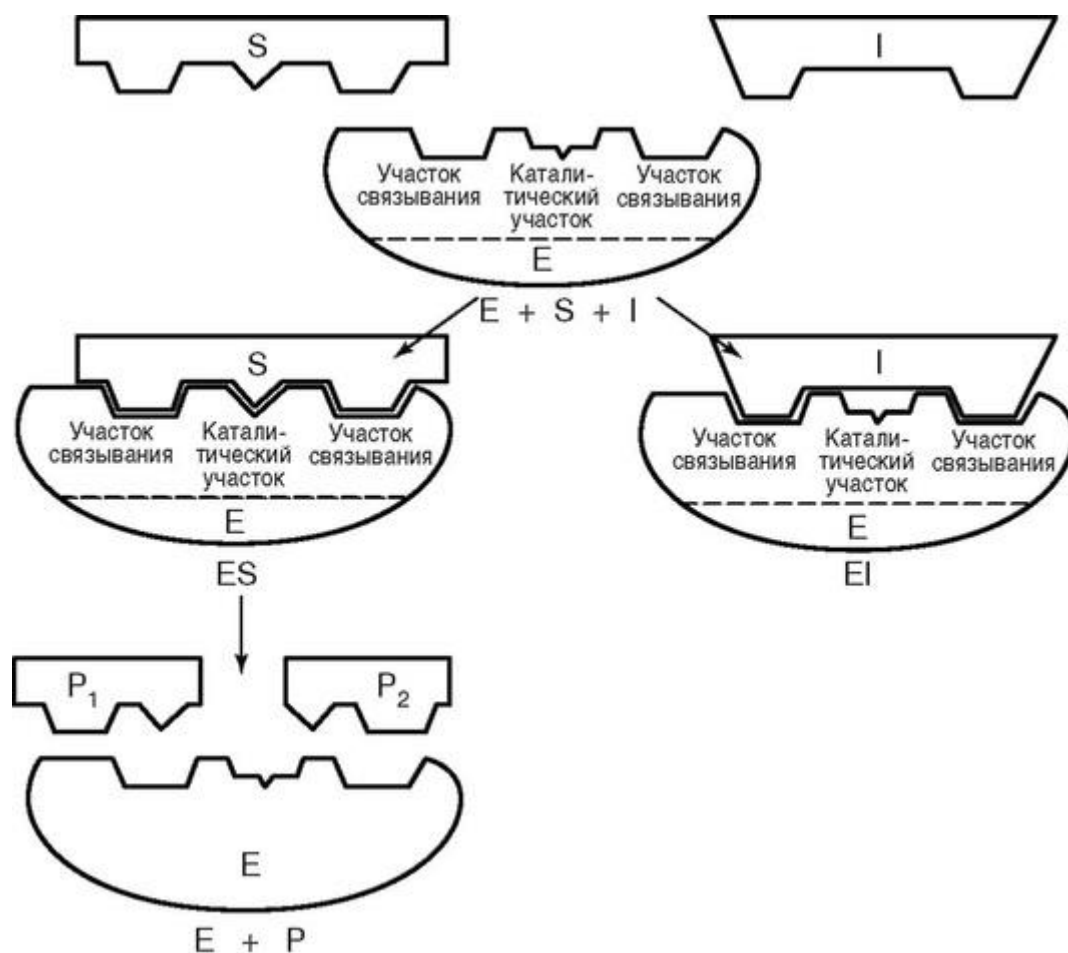 S
I
Участок
связывания
Катали-
тический
участок
Участок
связывания
E
E + S + I
S
Участок
связывания
Катали-
тический
участок
Участок
связывания
E
ES
I
Участок
связывания
Катали-
тический
участок
Участок
связывания
E
EI
P₁
P₂
E
E + P